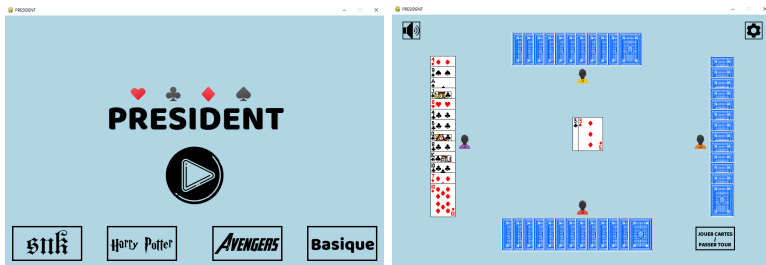 PRESIDENT
PRESIDENT
snk
Harry Potter
AVENGERS
Basique
PRESIDENT
JOUER CARTES
/
PASSER TOUR